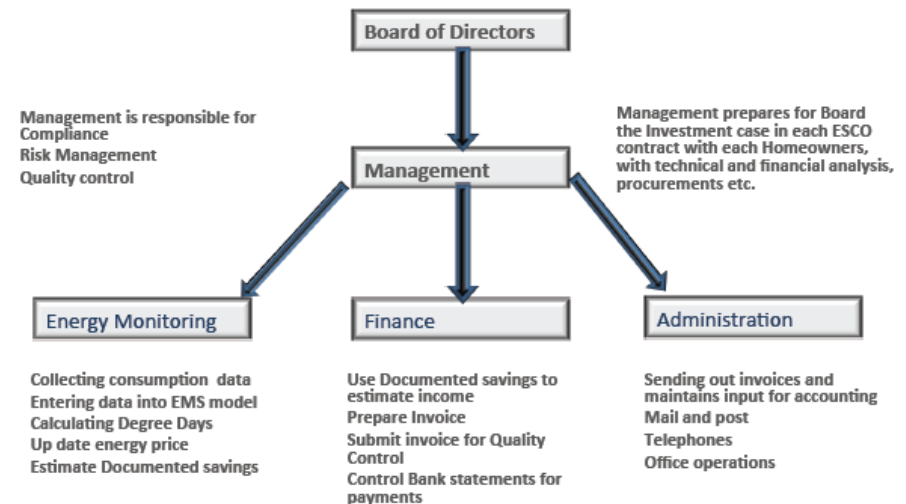 Board of Directors
Management is responsible for
Compliance
Risk Management
Quality control
Management prepares for Board
the Investment case in each ESCO
contract with each Homeowners,
with technical and financial analysis,
procurements etc.
Management
Energy Monitoring
Finance
Administration
Collecting consumption data
Entering data into EMS model
Calculating Degree Days
Up date energy price
Estimate Documented savings
Use Documented savings to
estimate income
Prepare Invoice
Submit invoice for Quality
Control
Control Bank statements for
payments
Sending out invoices and
maintains input for accounting
Mail and post
Telephones
Office operations